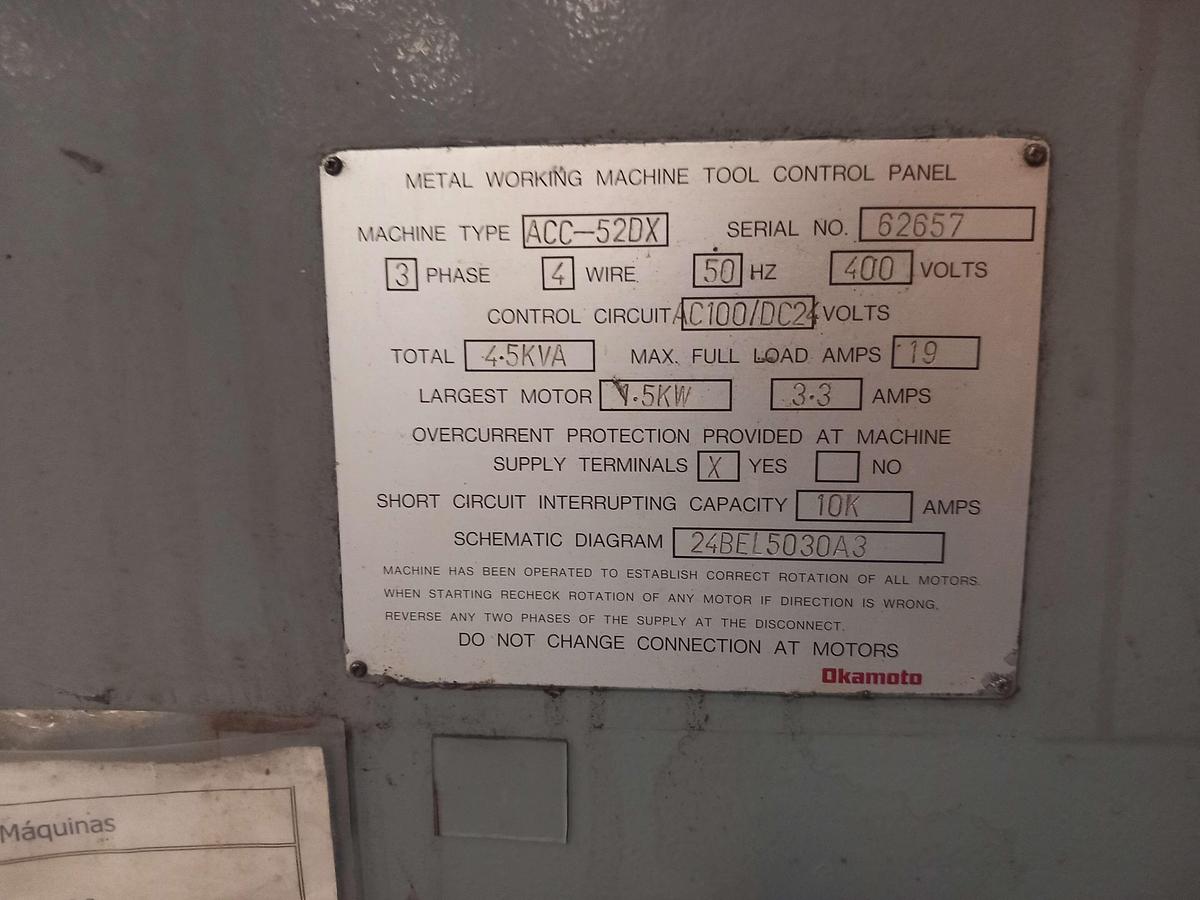 METAL WORKING MACHINE TOOL CONTROL PANEL
MACHINE TYPE ACC-52DX SERIAL NO. 62657
3 PHASE 4 WIRE 50 HZ 400 VOLTS
CONTROL CIRCUIT AC100/DC24 VOLTS
TOTAL 4.5KVA MAX. FULL LOAD AMPS 19
LARGEST MOTOR 1.5KW 3.3 AMPS
OVERCURRENT PROTECTION PROVIDED AT MACHINE
SUPPLY TERMINALS X YES NO
SHORT CIRCUIT INTERRUPTING CAPACITY 10K AMPS
SCHEMATIC DIAGRAM 24BEL5030A3
MACHINE HAS BEEN OPERATED TO ESTABLISH CORRECT ROTATION OF ALL MOTORS.
WHEN STARTING RECHECK ROTATION OF ANY MOTOR IF DIRECTION IS WRONG,
REVERSE ANY TWO PHASES OF THE SUPPLY AT THE DISCONNECT.
DO NOT CHANGE CONNECTION AT MOTORS
Okamoto
Máquinas